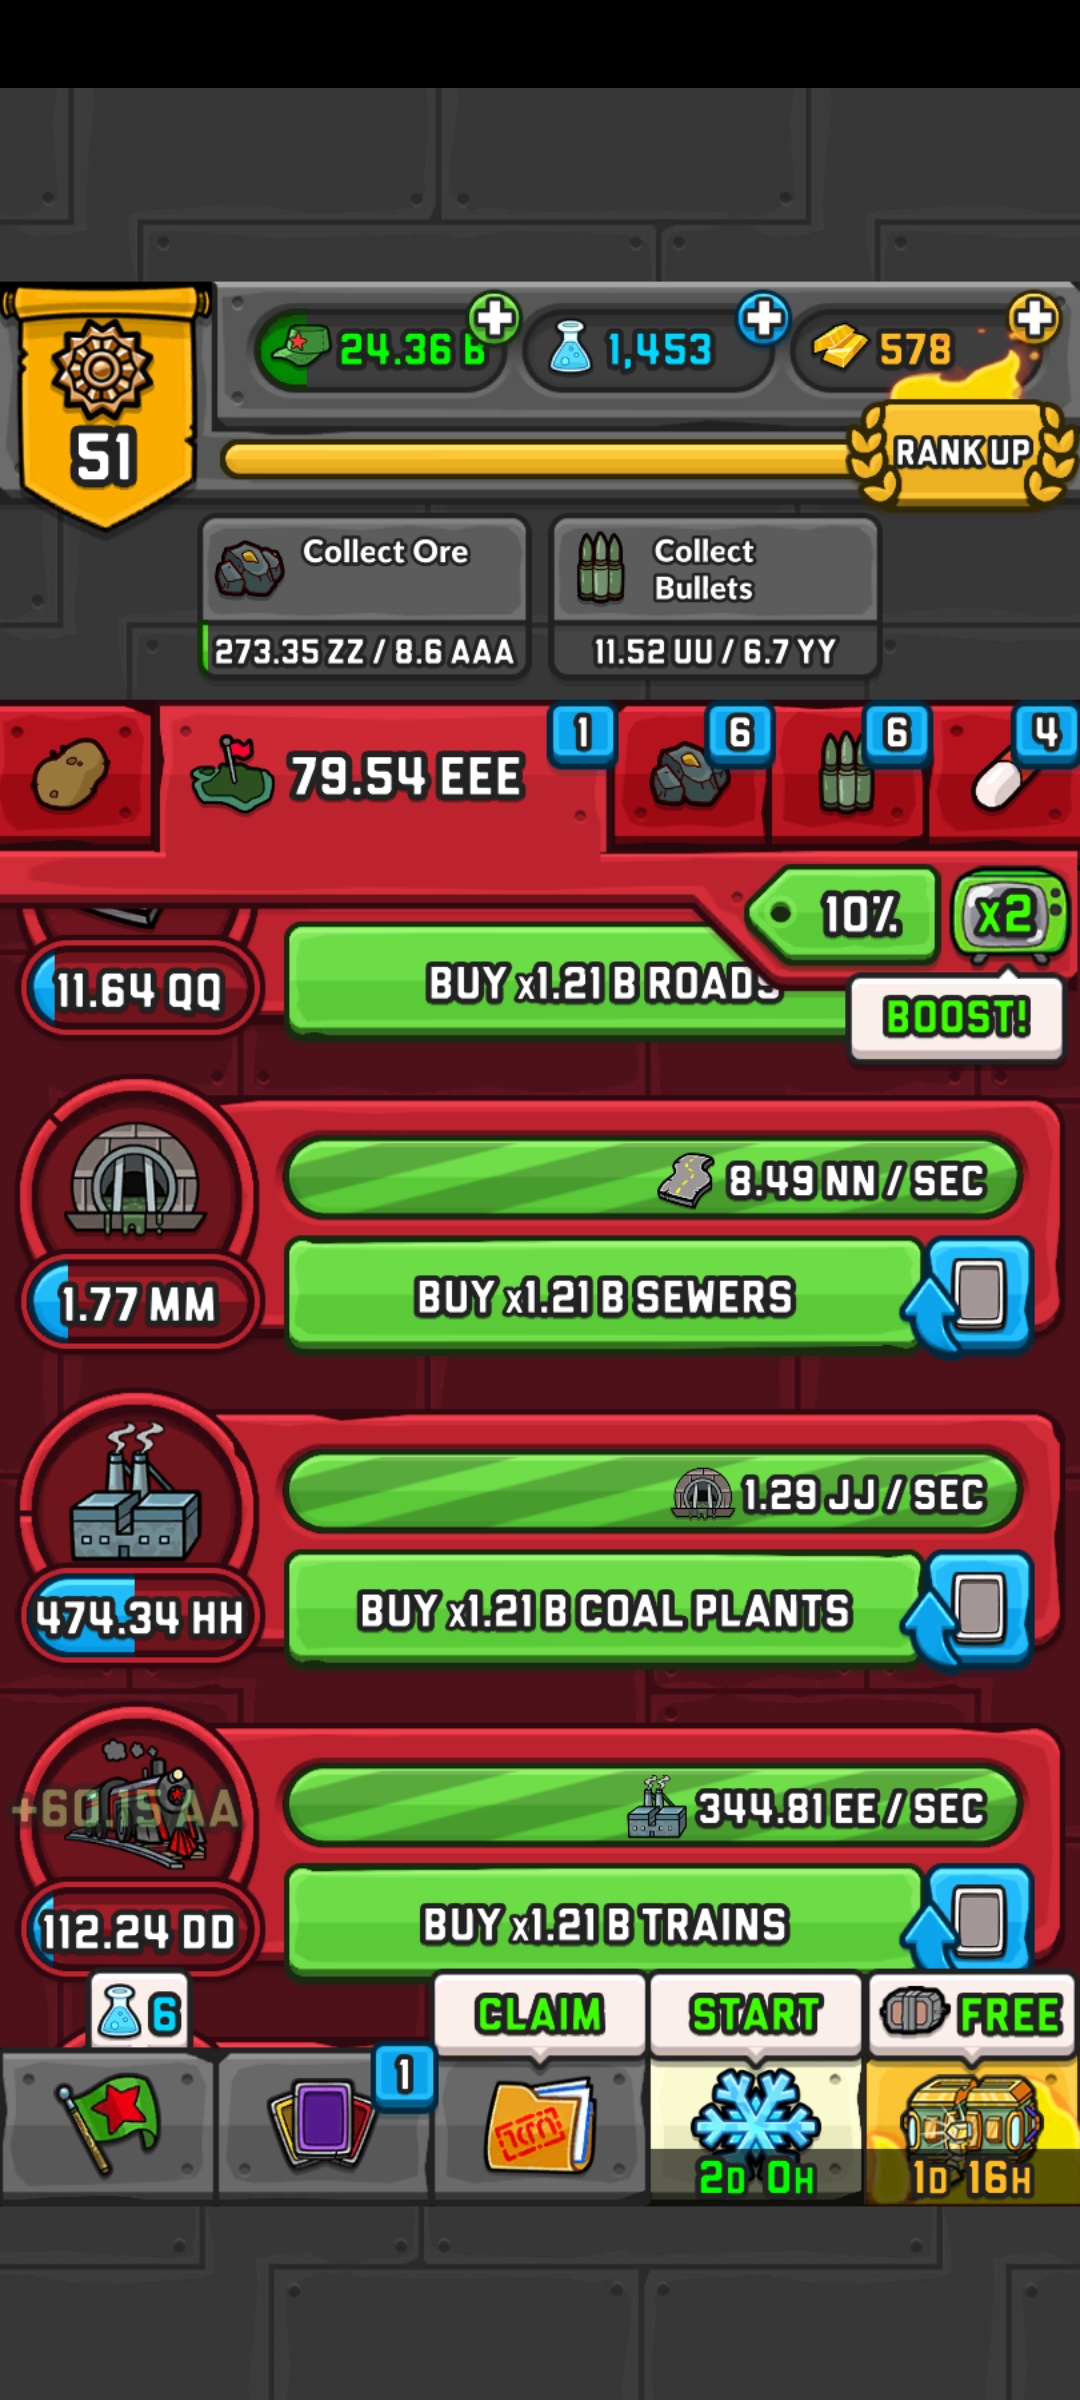 51
24.36 B
1,453
578
RANK UP
Collect Ore
273.35 ZZ / 8.6 AAA
Collect
Bullets
11.52 UU / 6.7 YY
79.54 EEE
1
6
6
4
10%
x2
BOOST!
11.64 QQ
BUY x1.21 B ROADS
8.49 NN / SEC
1.77 MM
BUY x1.21 B SEWERS
1.29 JJ / SEC
474.34 HH
BUY x1.21 B COAL PLANTS
+60.15 AA
344.81 EE / SEC
112.24 DD
BUY x1.21 B TRAINS
6
CLAIM
START
FREE
1
2D 0H
1D 16H